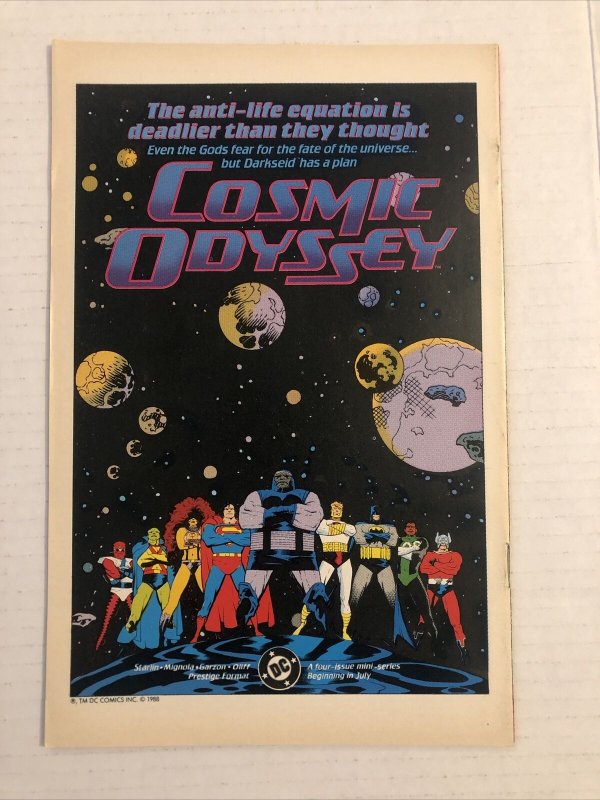 The anti-life equation is
deadlier than they thought
Even the Gods fear for the fate of the universe...
but Darkseid has a plan
COSMIC
ODYSSEY™
Starlin • Mignola • Garzon • Oliff
Prestige Format
DC
A four-issue mini-series
Beginning in July
®, TM DC COMICS INC. © 1988